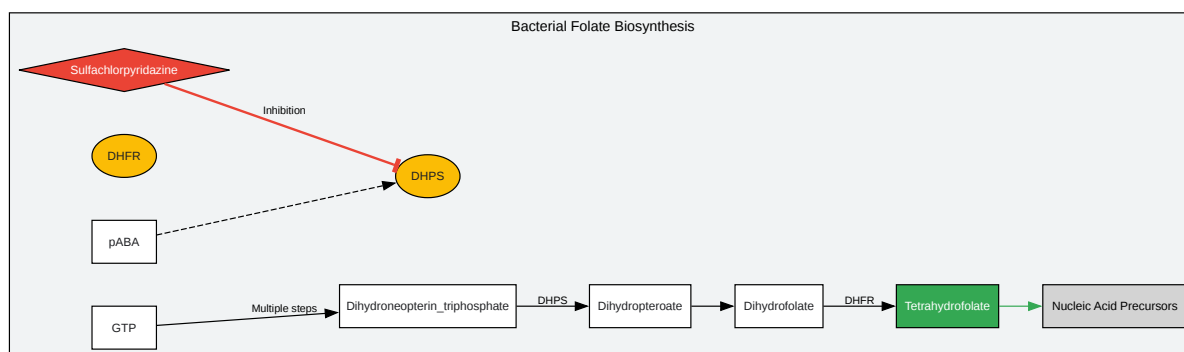 Bacterial Folate Biosynthesis
Sulfachlorpyridazine
Inhibition
DHFR
DHPS
pABA
GTP
Multiple steps
Dihydroneopterin_triphosphate
DHPS
Dihydropteroate
Dihydrofolate
DHFR
Tetrahydrofolate
Nucleic Acid Precursors